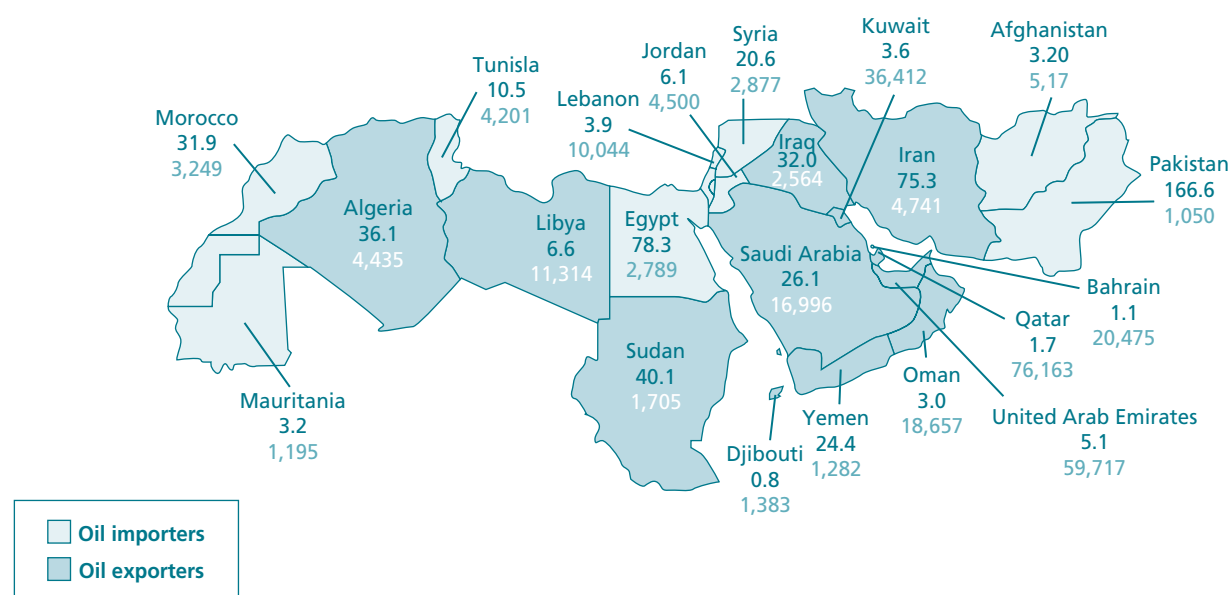 Morocco
31.9
3,249
Tunisla
10.5
4,201
Lebanon
3.9
10,044
Jordan
6.1
4,500
Syria
20.6
2,877
Kuwait
3.6
36,412
Afghanistan
3.20
5,17
Pakistan
166.6
1,050
Algeria
36.1
4,435
Libya
6.6
11,314
Egypt
78.3
2,789
Iraq
32.0
2,564
Iran
75.3
4,741
Saudi Arabia
26.1
16,996
Bahrain
1.1
20,475
Qatar
1.7
76,163
Oman
3.0
18,657
United Arab Emirates
5.1
59,717
Mauritania
3.2
1,195
Sudan
40.1
1,705
Djibouti
0.8
1,383
Yemen
24.4
1,282
Oil importers
Oil exporters